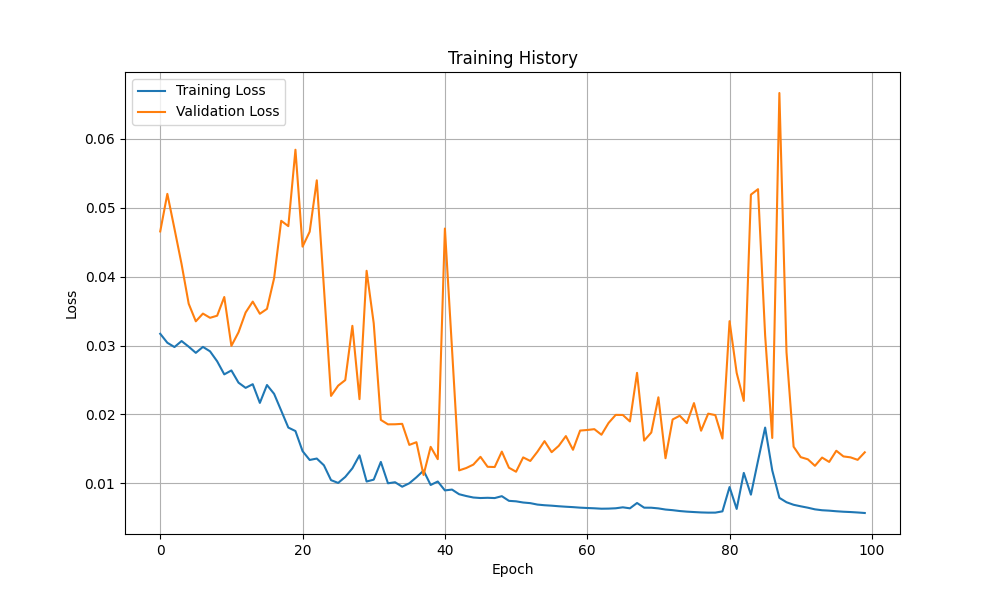 Training History
Training Loss
Validation Loss
0.06
0.05
0.04
0.03
0.02
0.01
Loss
0 20 40 60 80 100
Epoch